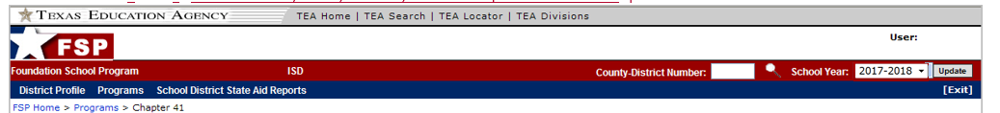 TEXAS EDUCATION AGENCY TEA Home | TEA Search | TEA Locator | TEA Divisions
User:
FSP
Foundation School Program ISD County-District Number: School Year: 2017-2018 Update
District Profile Programs School District State Aid Reports [Exit]
FSP Home > Programs > Chapter 41